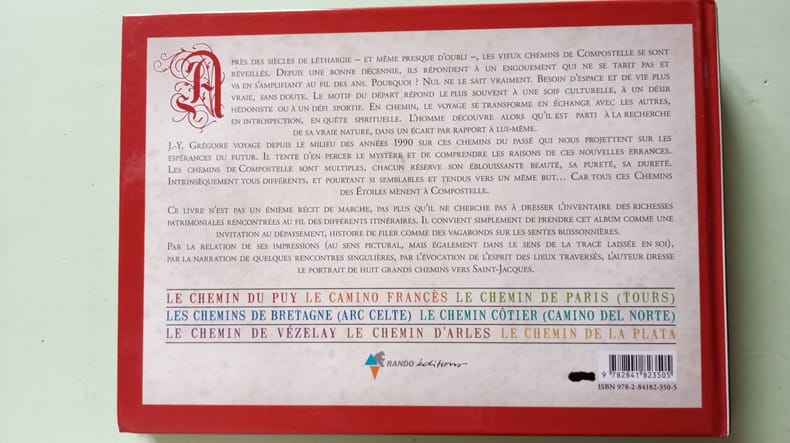 APRÈS DES SIÈCLES DE LÉTHARGIE – ET MÊME PRESQUE D'OUBLI –, LES VIEUX CHEMINS DE COMPOSTELLE SE SONT
RÉVEILLÉS. DEPUIS UNE BONNE DÉCENNIE, ILS RÉPONDENT À UN ENGOUEMENT QUI NE SE TARIT PAS ET
VA EN S'AMPLIFIANT AU FIL DES ANS. POURQUOI ? NUL NE LE SAIT VRAIMENT. BESOIN D'ESPACE ET DE VIE PLUS
VRAIE, SANS DOUTE. LE MOTIF DU DÉPART RÉPOND LE PLUS SOUVENT À UNE SOIF CULTURELLE, À UN DÉSIR
HÉDONISTE OU À UN DÉFI SPORTIF. EN CHEMIN, LE VOYAGE SE TRANSFORME EN ÉCHANGE AVEC LES AUTRES,
EN INTROSPECTION, EN QUÊTE SPIRITUELLE. L'HOMME DÉCOUVRE ALORS QU'IL EST PARTI À LA RECHERCHE
DE SA VRAIE NATURE, DANS UN ÉCART PAR RAPPORT À LUI-MÊME.
J.-Y. GRÉGOIRE VOYAGE DEPUIS LE MILIEU DES ANNÉES 1990 SUR CES CHEMINS DU PASSÉ QUI NOUS PROJETTENT SUR LES
ESPÉRANCES DU FUTUR. IL TENTE D'EN PERCER LE MYSTÈRE ET DE COMPRENDRE LES RAISONS DE CES NOUVELLES ERRANCES.
LES CHEMINS DE COMPOSTELLE SONT MULTIPLES, CHACUN RÉSERVE SON ÉBLOUISSANTE BEAUTÉ, SA PURETÉ, SA DURETÉ.
INTRINSÈQUEMENT TOUS DIFFÉRENTS, ET POURTANT SI SEMBLABLES ET TENDUS VERS UN MÊME BUT... CAR TOUS CES CHEMINS
DES ÉTOILES MÈNENT À COMPOSTELLE.
CE LIVRE N'EST PAS UN ÉNIÈME RÉCIT DE MARCHE, PAS PLUS QU'IL NE CHERCHE PAS À DRESSER L'INVENTAIRE DES RICHESSES
PATRIMONIALES RENCONTRÉES AU FIL DES DIFFÉRENTS ITINÉRAIRES. IL CONVIENT SIMPLEMENT DE PRENDRE CET ALBUM COMME UNE
INVITATION AU DÉPAYSEMENT, HISTOIRE DE FILER COMME DES VAGABONDS SUR LES SENTES BUISSONNIÈRES.
PAR LA RELATION DE SES IMPRESSIONS (AU SENS PICTURAL, MAIS ÉGALEMENT DANS LE SENS DE LA TRACE LAISSÉE EN SOI),
PAR LA NARRATION DE QUELQUES RENCONTRES SINGULIÈRES, PAR L'ÉVOCATION DE L'ESPRIT DES LIEUX TRAVERSÉS, L'AUTEUR DRESSE
LE PORTRAIT DE HUIT GRANDS CHEMINS VERS SAINT-JACQUES.
LE CHEMIN DU PUY LE CAMINO FRANCÈS LE CHEMIN DE PARIS (TOURS)
LES CHEMINS DE BRETAGNE (ARC CELTE) LE CHEMIN CÔTIER (CAMINO DEL NORTE)
LE CHEMIN DE VÉZELAY LE CHEMIN D'ARLES LE CHEMIN DE LA PLATA
RANDO éditions
9 782841 823505
ISBN 978-2-84182-350-5